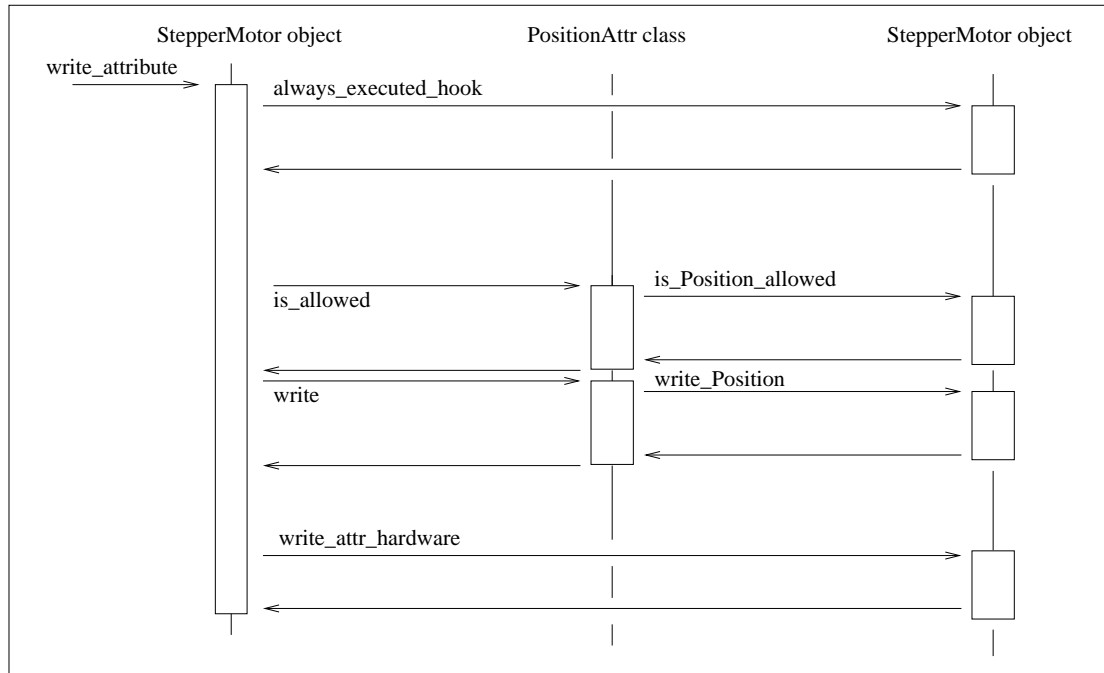 StepperMotor object
PositionAttr class
StepperMotor object
write_attribute
always_executed_hook
is_Position_allowed
is_allowed
write_Position
write
write_attr_hardware